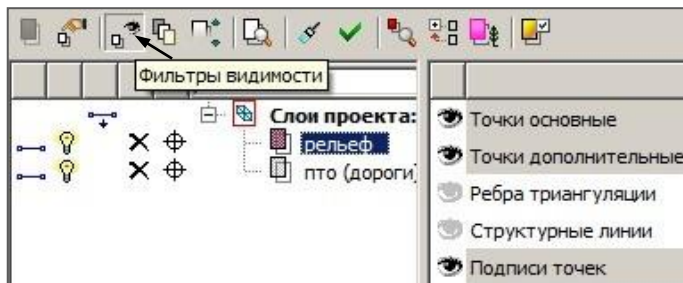 Фильтры видимости
Слои проекта:
рельеф
пто (дороги)
Точки основные
Точки дополнительные
Ребра триангуляции
Структурные линии
Подписи точек